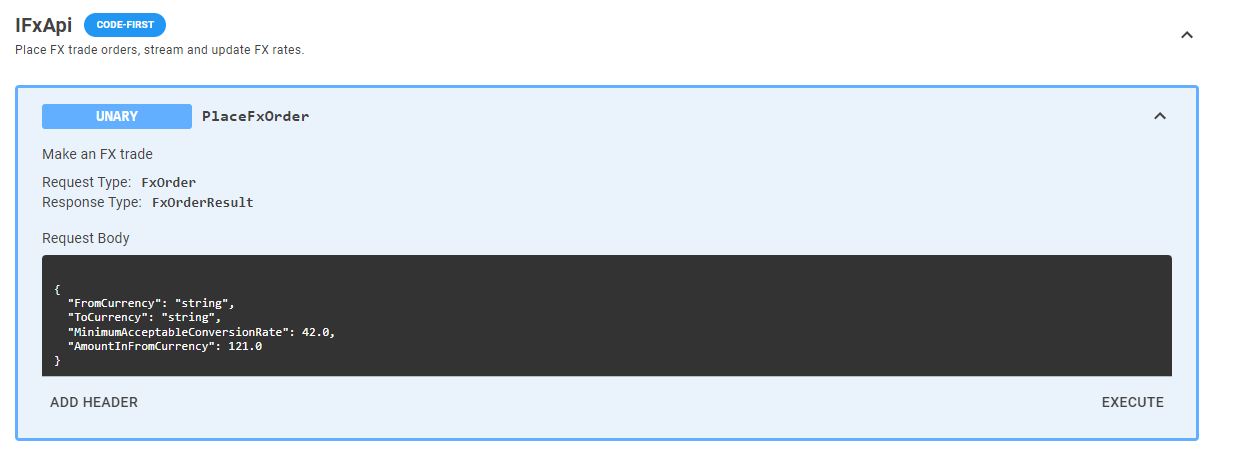 IFxApi CODE-FIRST
Place FX trade orders, stream and update FX rates.
UNARY PlaceFxOrder
Make an FX trade
Request Type: FxOrder
Response Type: FxOrderResult
Request Body
{
  "FromCurrency": "string",
  "ToCurrency": "string",
  "MinimumAcceptableConversionRate": 42.0,
  "AmountInFromCurrency": 121.0
}
ADD HEADER EXECUTE